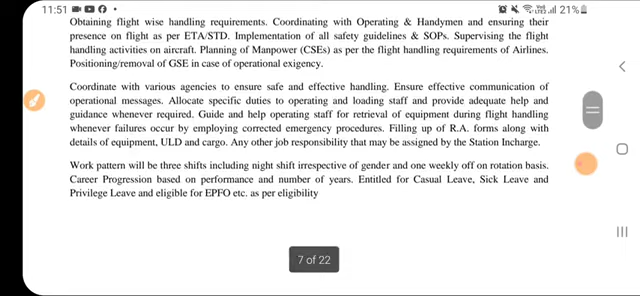 11:51
21%
Obtaining flight wise handling requirements. Coordinating with Operating & Handymen and ensuring their
presence on flight as per ETA/STD. Implementation of all safety guidelines & SOPs. Supervising the flight
handling activities on aircraft. Planning of Manpower (CSEs) as per the flight handling requirements of Airlines.
Positioning/removal of GSE in case of operational exigency.
Coordinate with various agencies to ensure safe and effective handling. Ensure effective communication of
operational messages. Allocate specific duties to operating and loading staff and provide adequate help and
guidance whenever required. Guide and help operating staff for retrieval of equipment during flight handling
whenever failures occur by employing corrected emergency procedures. Filling up of R.A. forms along with
details of equipment, ULD and cargo. Any other job responsibility that may be assigned by the Station Incharge.
Work pattern will be three shifts including night shift irrespective of gender and one weekly off on rotation basis.
Career Progression based on performance and number of years. Entitled for Casual Leave, Sick Leave and
Privilege Leave and eligible for EPFO etc. as per eligibility
7 of 22